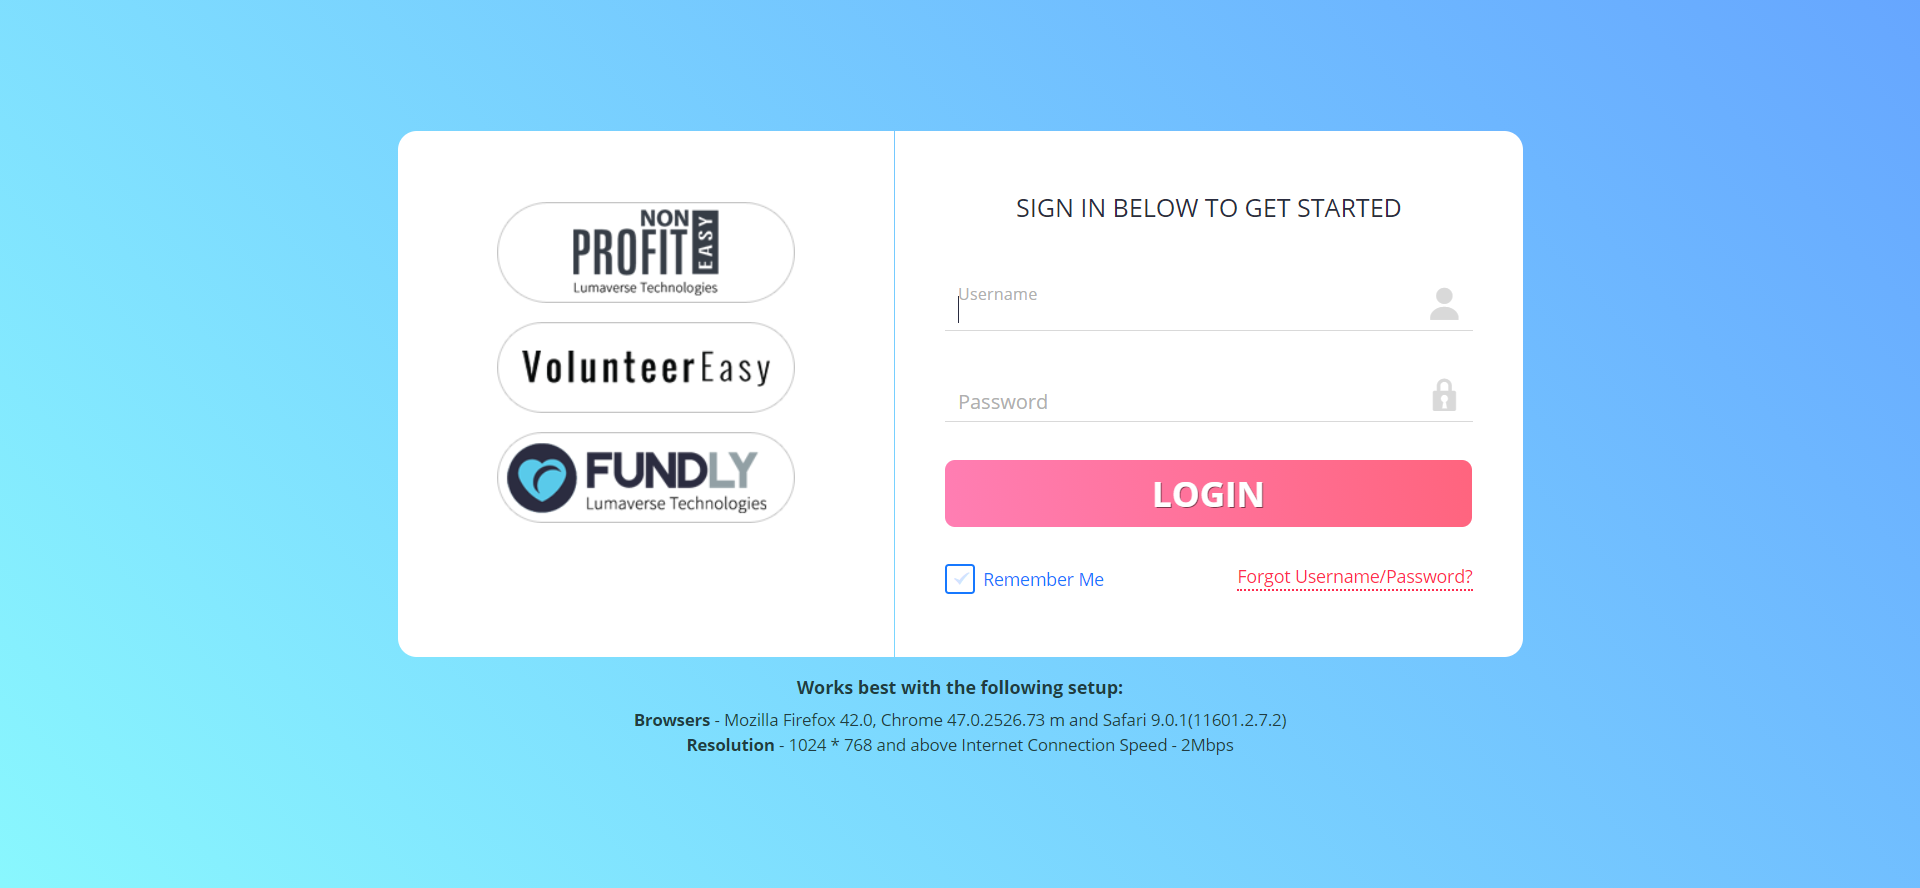 NON
PROFIT EASY
Lumaverse Technologies
VolunteerEasy
FUNDLY
Lumaverse Technologies
SIGN IN BELOW TO GET STARTED
Username
Password
LOGIN
Remember Me
Forgot Username/Password?
Works best with the following setup:
Browsers - Mozilla Firefox 42.0, Chrome 47.0.2526.73 m and Safari 9.0.1(11601.2.7.2)
Resolution - 1024 * 768 and above Internet Connection Speed - 2Mbps